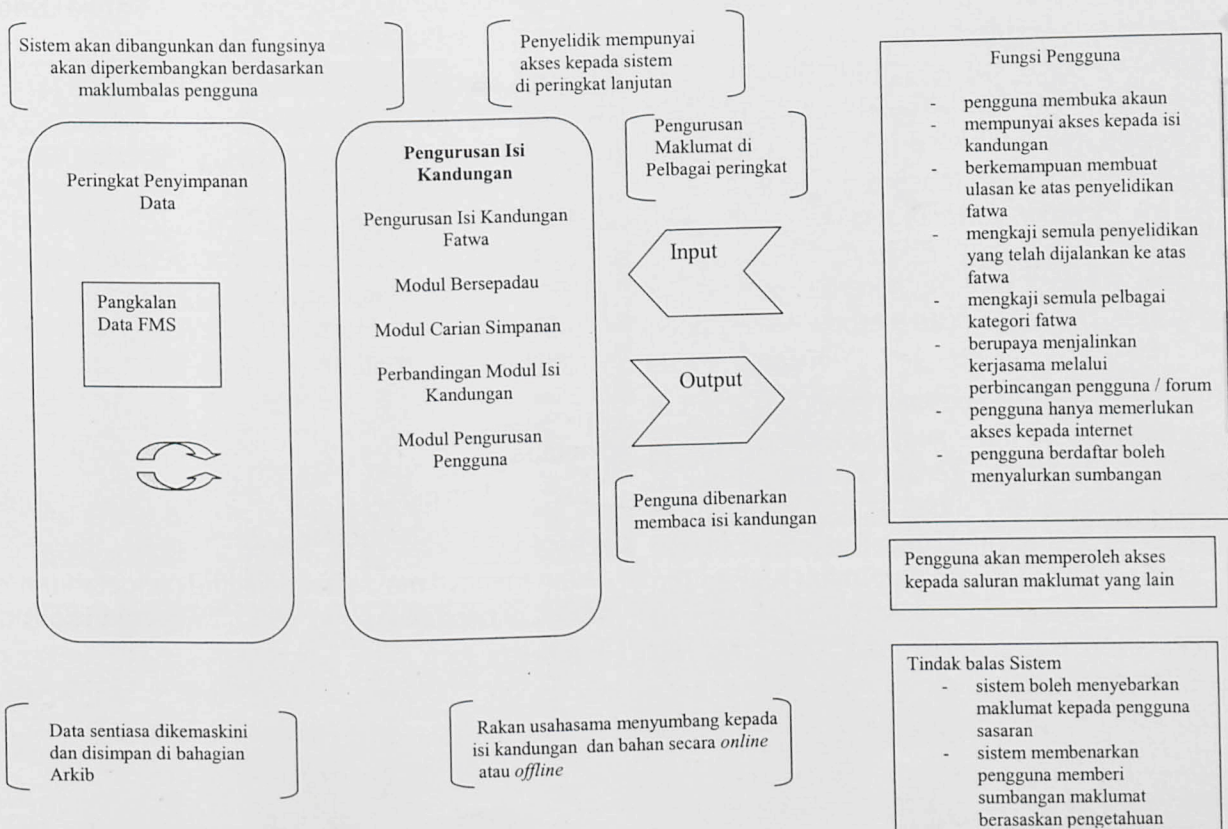 Sistem akan dibangunkan dan fungsinya
akan diperkembangkan berdasarkan
maklumbalas pengguna
Penyelidik mempunyai
akses kepada sistem
di peringkat lanjutan
Peringkat Penyimpanan
Data
Pangkalan
Data FMS
Pengurusan Isi
Kandungan
Pengurusan Isi Kandungan
Fatwa
Modul Bersepadau
Modul Carian Simpanan
Perbandingan Modul Isi
Kandungan
Modul Pengurusan
Pengguna
Pengurusan
Maklumat di
Pelbagai peringkat
Input
Output
Penguna dibenarkan
membaca isi kandungan
Fungsi Pengguna
- pengguna membuka akaun
- mempunyai akses kepada isi
kandungan
- berkemampuan membuat
ulasan ke atas penyelidikan
fatwa
- mengkaji semula penyelidikan
yang telah dijalankan ke atas
fatwa
- mengkaji semula pelbagai
kategori fatwa
- berupaya menjalinkan
kerjasama melalui
perbincangan pengguna / forum
- pengguna hanya memerlukan
akses kepada internet
- pengguna berdaftar boleh
menyalurkan sumbangan
Pengguna akan memperoleh akses
kepada saluran maklumat yang lain
Tindak balas Sistem
- sistem boleh menyebarkan
maklumat kepada pengguna
sasaran
- sistem membenarkan
pengguna memberi
sumbangan maklumat
berasaskan pengetahuan
Data sentiasa dikemaskini
dan disimpan di bahagian
Arkib
Rakan usahasama menyumbang kepada
isi kandungan dan bahan secara online
atau offline